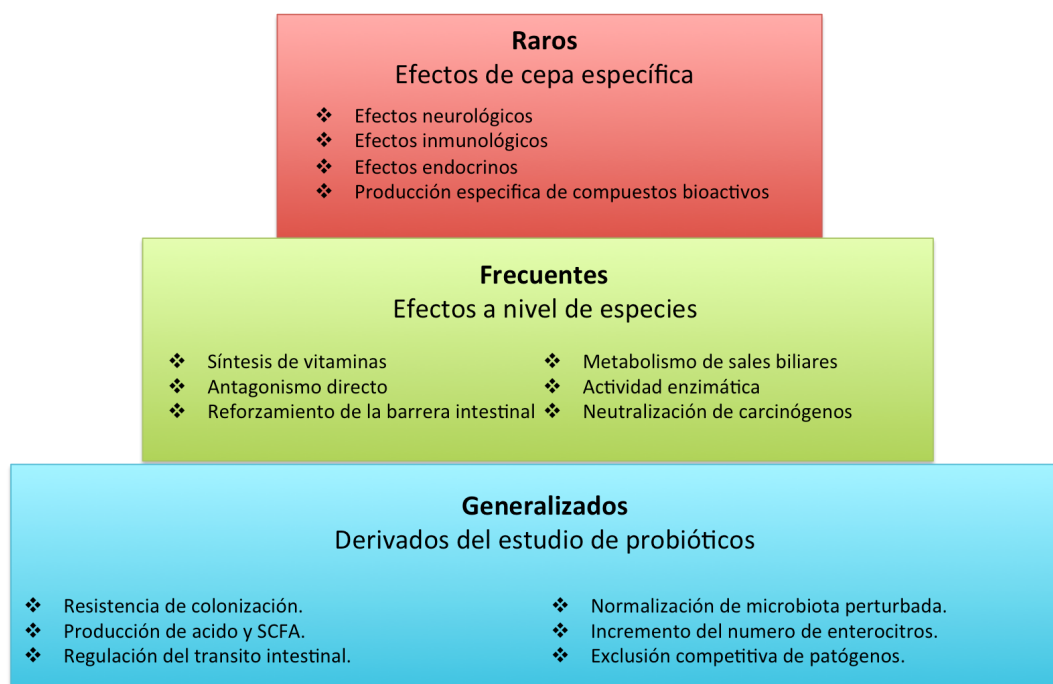 Raros
Efectos de cepa específica
❖ Efectos neurológicos
❖ Efectos inmunológicos
❖ Efectos endocrinos
❖ Producción especifica de compuestos bioactivos
Frecuentes
Efectos a nivel de especies
❖ Síntesis de vitaminas
❖ Antagonismo directo
❖ Reforzamiento de la barrera intestinal
❖ Metabolismo de sales biliares
❖ Actividad enzimática
❖ Neutralización de carcinógenos
Generalizados
Derivados del estudio de probióticos
❖ Resistencia de colonización.
❖ Producción de acido y SCFA.
❖ Regulación del transito intestinal.
❖ Normalización de microbiota perturbada.
❖ Incremento del numero de enterocitros.
❖ Exclusión competitiva de patógenos.